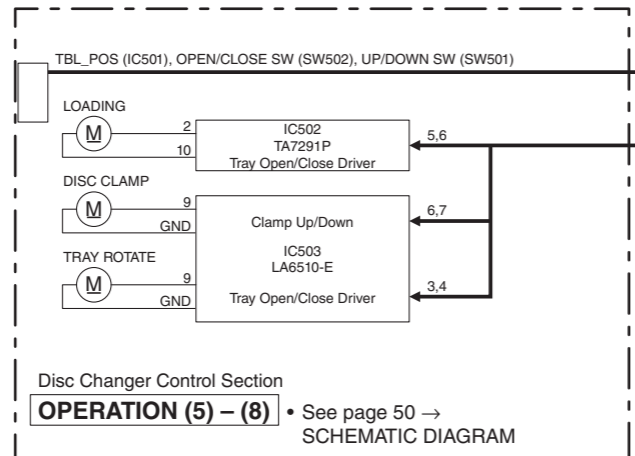 TBL_POS (IC501), OPEN/CLOSE SW (SW502), UP/DOWN SW (SW501)
LOADING
M
2
10
IC502
TA7291P
Tray Open/Close Driver
5,6
DISC CLAMP
M
9
GND
Clamp Up/Down
6,7
IC503
LA6510-E
TRAY ROTATE
M
9
GND
Tray Open/Close Driver
3,4
Disc Changer Control Section
OPERATION (5) – (8) • See page 50 →
SCHEMATIC DIAGRAM